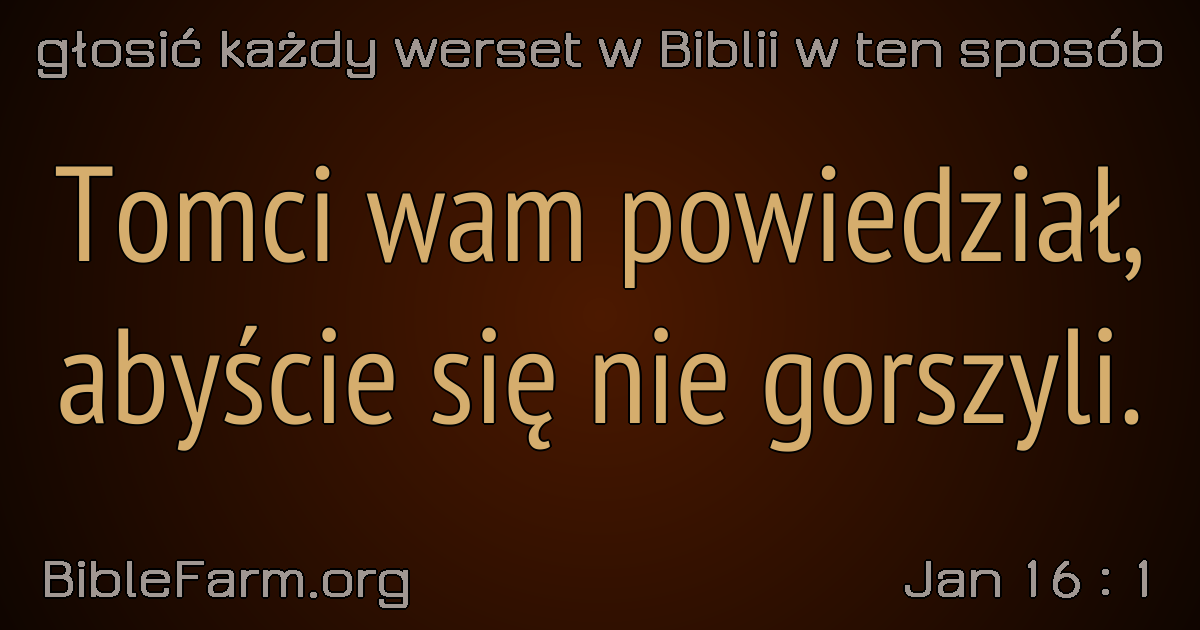 głosić każdy werset w Biblii w ten sposób
Tomci wam powiedział,
abyście się nie gorszyli.
BibleFarm.org
Jan 16 : 1